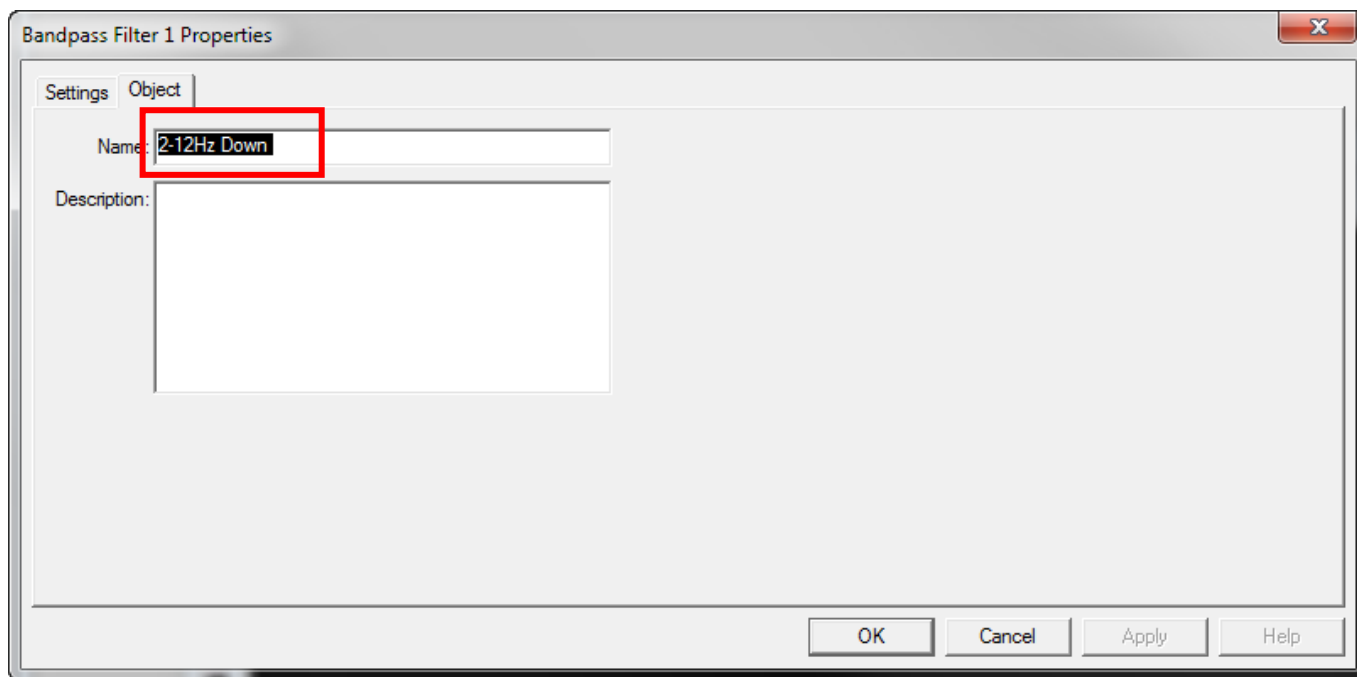 Bandpass Filter 1 Properties
Settings Object
Name: 2-12Hz Down
Description:
OK Cancel Apply Help